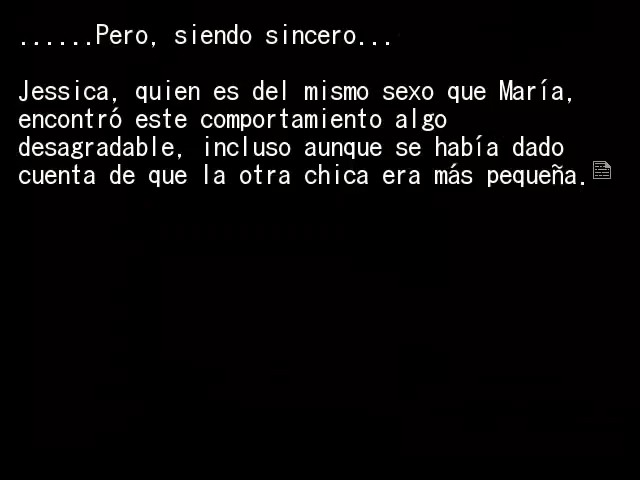 ......Pero, siendo sincero...
Jessica, quien es del mismo sexo que María,
encontró este comportamiento algo
desagradable, incluso aunque se había dado
cuenta de que la otra chica era más pequeña.